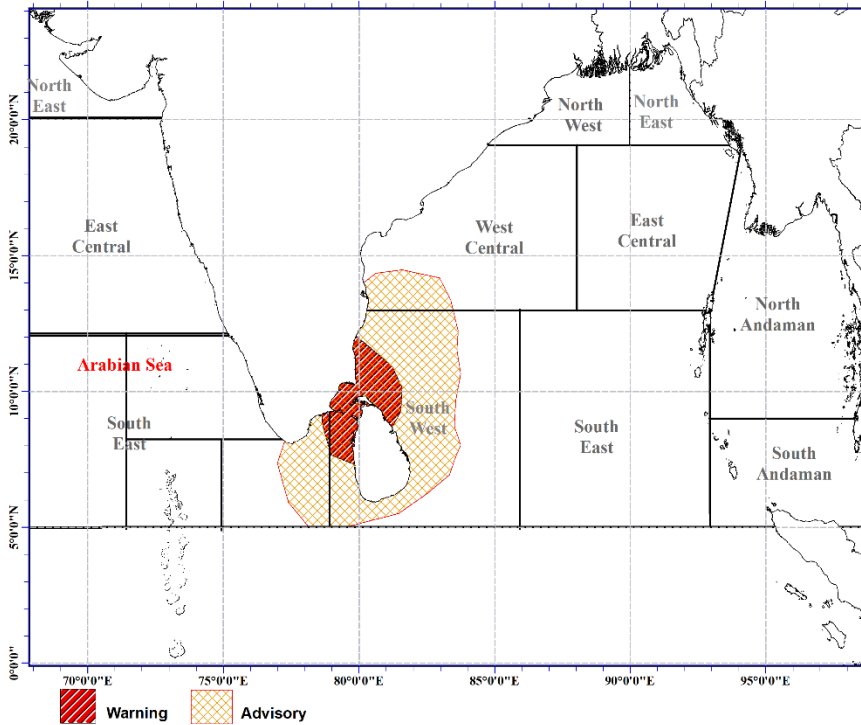 North
East
North
West
North
East
20°0'0"N
East
Central
West
Central
East
Central
15°0'0"N
North
Andaman
Arabian Sea
10°0'0"N
South
East
South
West
South
East
South
Andaman
5°0'0"N
0°0'0"
70°0'0"E
75°0'0"E
80°0'0"E
85°0'0"E
90°0'0"E
95°0'0"E
Warning
Advisory